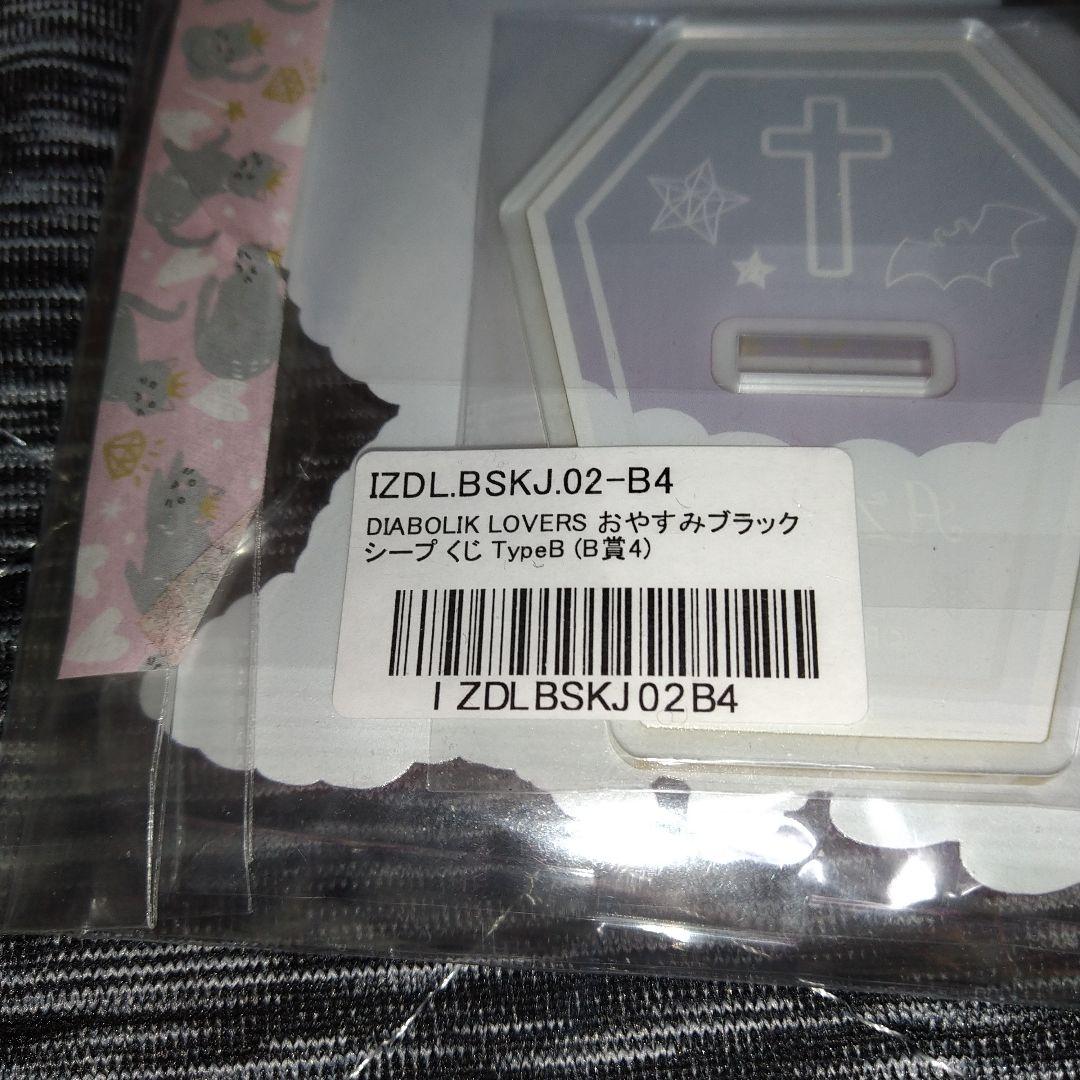 IZDL.BSKJ.02-B4
DIABOLIK LOVERS おやすみブラック
シープ くじ TypeB (B賞4)
IZDLBSKJ02B4